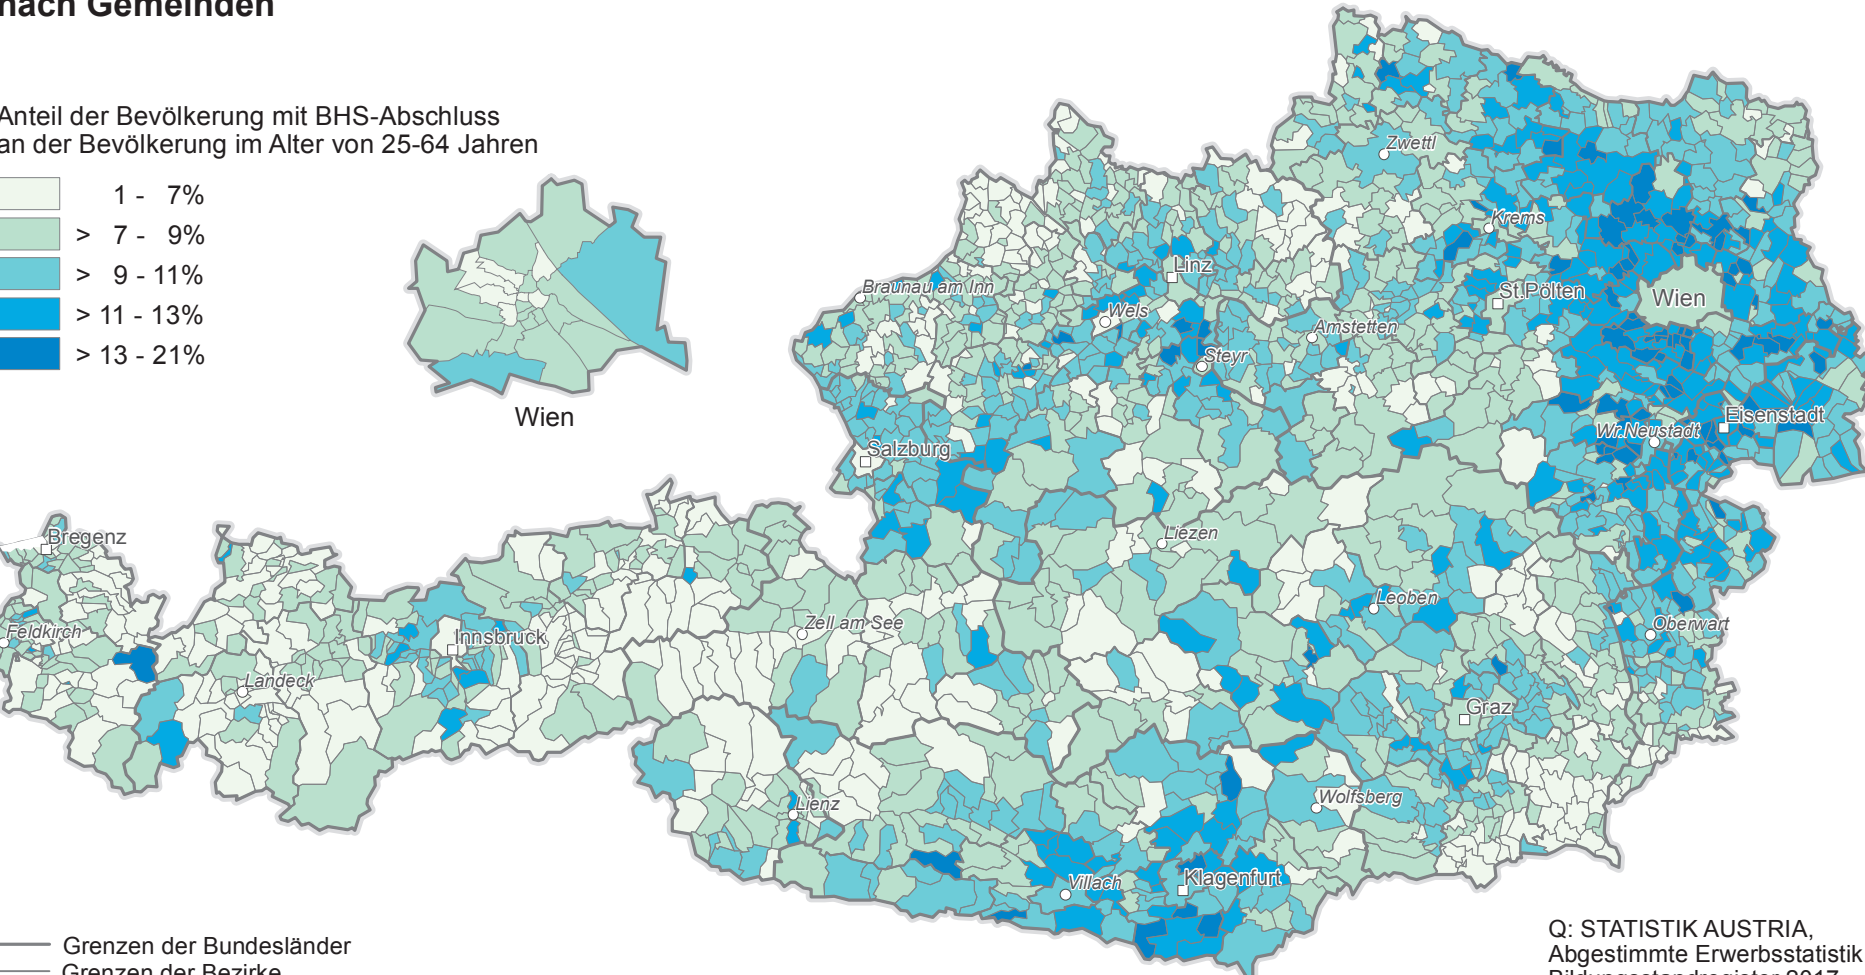 nach Gemeinden
Anteil der Bevölkerung mit BHS-Abschluss
an der Bevölkerung im Alter von 25-64 Jahren
1 - 7%
> 7 - 9%
> 9 - 11%
> 11 - 13%
> 13 - 21%
Wien
Zwettl
Krems
Linz
Braunau am Inn
St.Pölten
Wien
Wels
Amstetten
Steyr
Eisenstadt
Wr.Neustadt
Salzburg
Bregenz
Liezen
Leoben
Feldkirch
Innsbruck
Zell am See
Oberwart
Landeck
Graz
Lienz
Wolfsberg
Villach
Klagenfurt
Grenzen der Bundesländer
Grenzen der Bezirke
Q: STATISTIK AUSTRIA,
Abgestimmte Erwerbsstatistik
Bildungsstandregister 2017